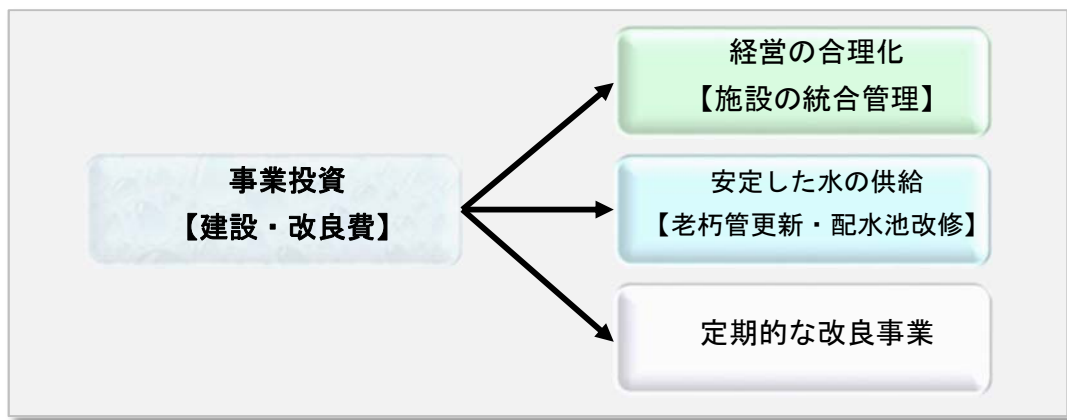 事業投資
【建設・改良費】
経営の合理化
【施設の統合管理】
安定した水の供給
【老朽管更新・配水池改修】
定期的な改良事業